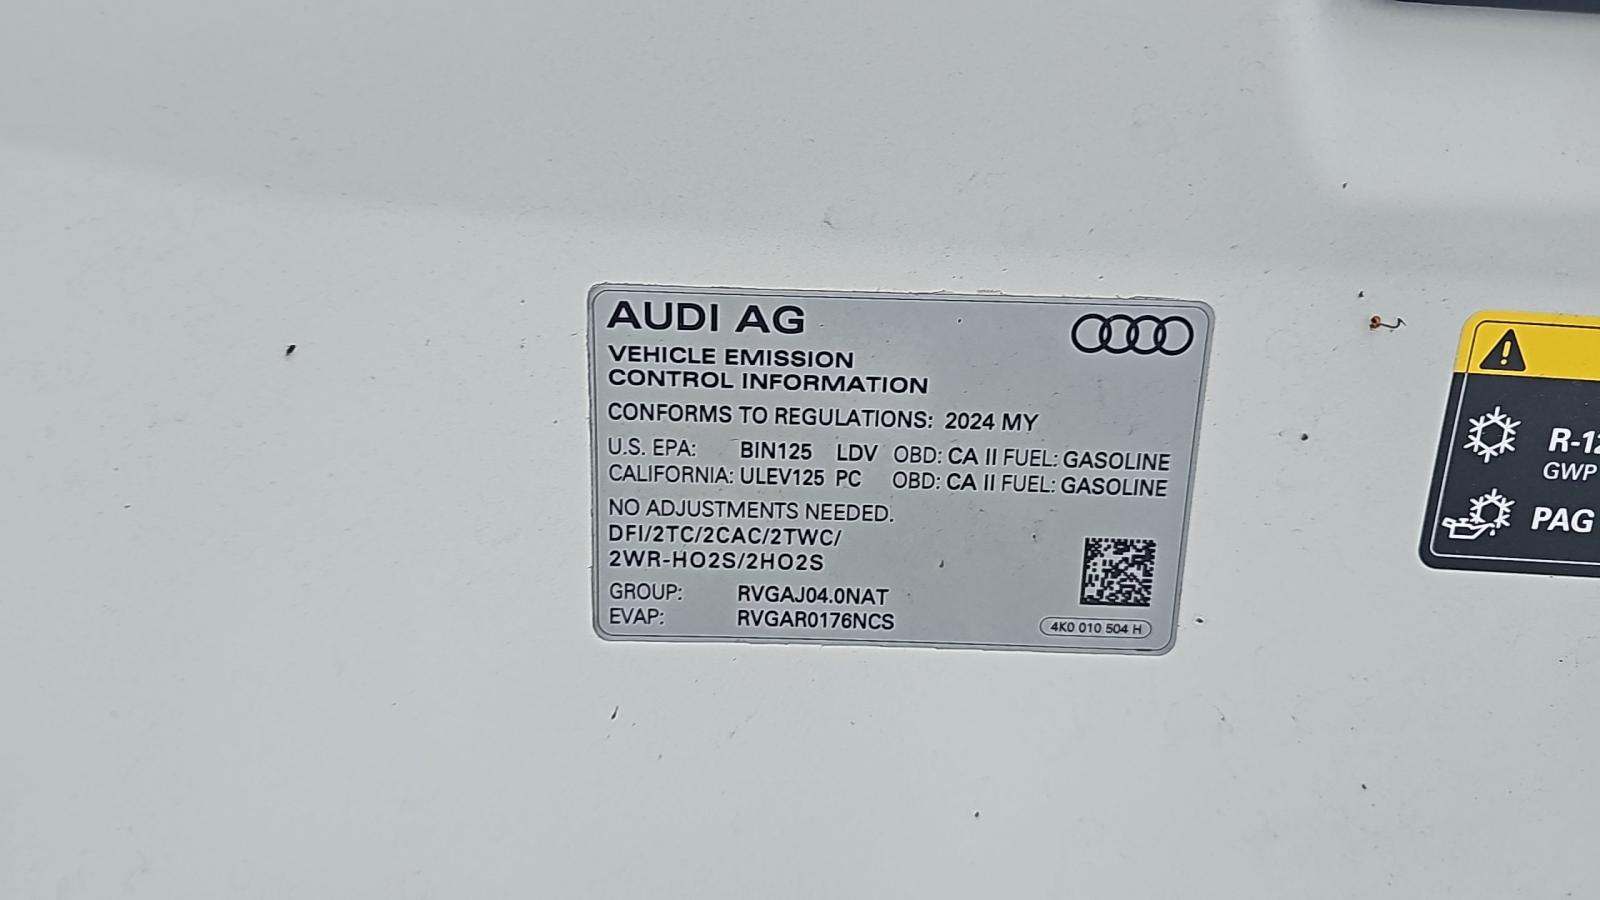 AUDI AG
VEHICLE EMISSION
CONTROL INFORMATION
CONFORMS TO REGULATIONS: 2024 MY
U.S. EPA: BIN125 LDV OBD: CA II FUEL: GASOLINE
CALIFORNIA: ULEV125 PC OBD: CA II FUEL: GASOLINE
NO ADJUSTMENTS NEEDED.
DFI/2TC/2CAC/2TWC/
2WR-HO2S/2HO2S
GROUP: RVGAJ04.0NAT
EVAP: RVGAR0176NCS
4K0 010 504 H
GWP
PAG